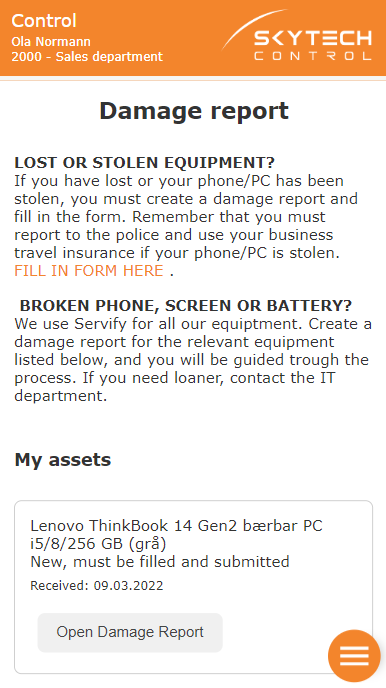 Control
Ola Normann
2000 - Sales department
SKYTECH
CONTROL
Damage report
LOST OR STOLEN EQUIPMENT?
If you have lost or your phone/PC has been
stolen, you must create a damage report and
fill in the form. Remember that you must
report to the police and use your business
travel insurance if your phone/PC is stolen.
FILL IN FORM HERE .
BROKEN PHONE, SCREEN OR BATTERY?
We use Servify for all our equiptment. Create a
damage report for the relevant equipment
listed below, and you will be guided trough the
process. If you need loaner, contact the IT
department.
My assets
Lenovo ThinkBook 14 Gen2 bærbar PC
i5/8/256 GB (grå)
New, must be filled and submitted
Received: 09.03.2022
Open Damage Report